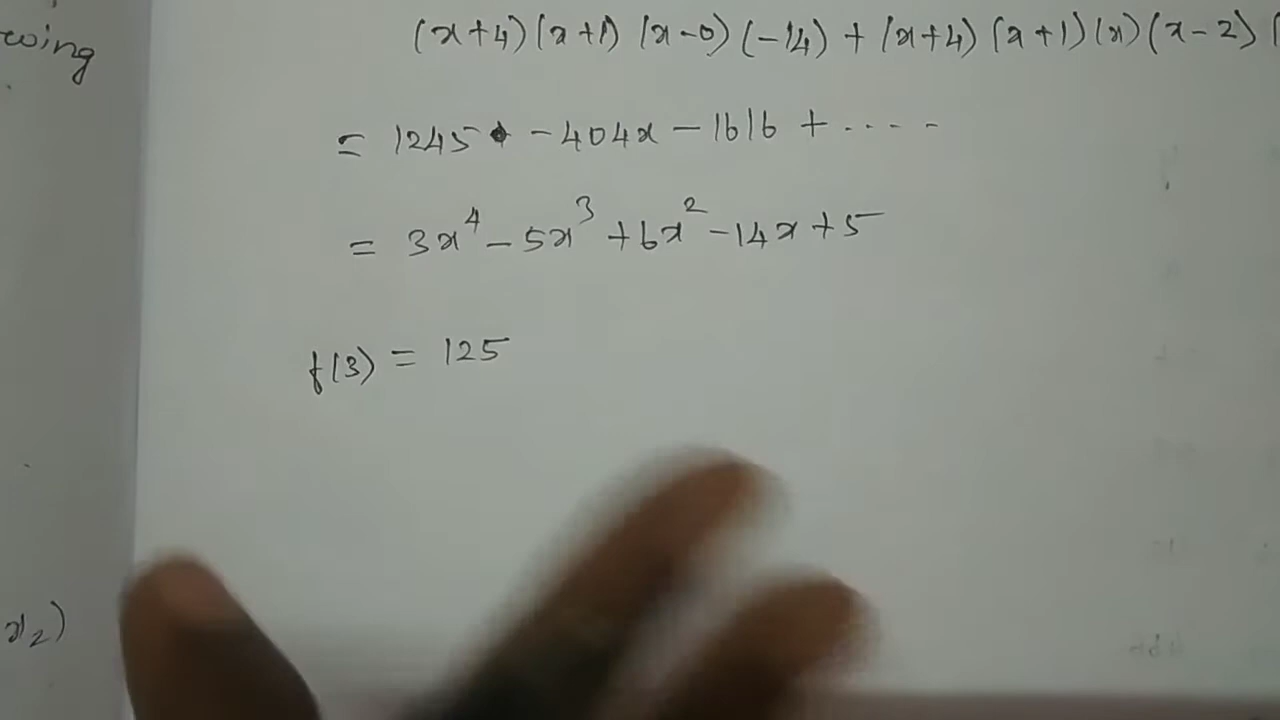 wing
(x+4)(x+1)(x-0)(-14) + (x+4)(x+1)(x)(x-2)(
= 1245 - 404x - 1616 + .....
= 3x⁴ - 5x³ + 6x² - 14x + 5
f(3) = 125
x₂)